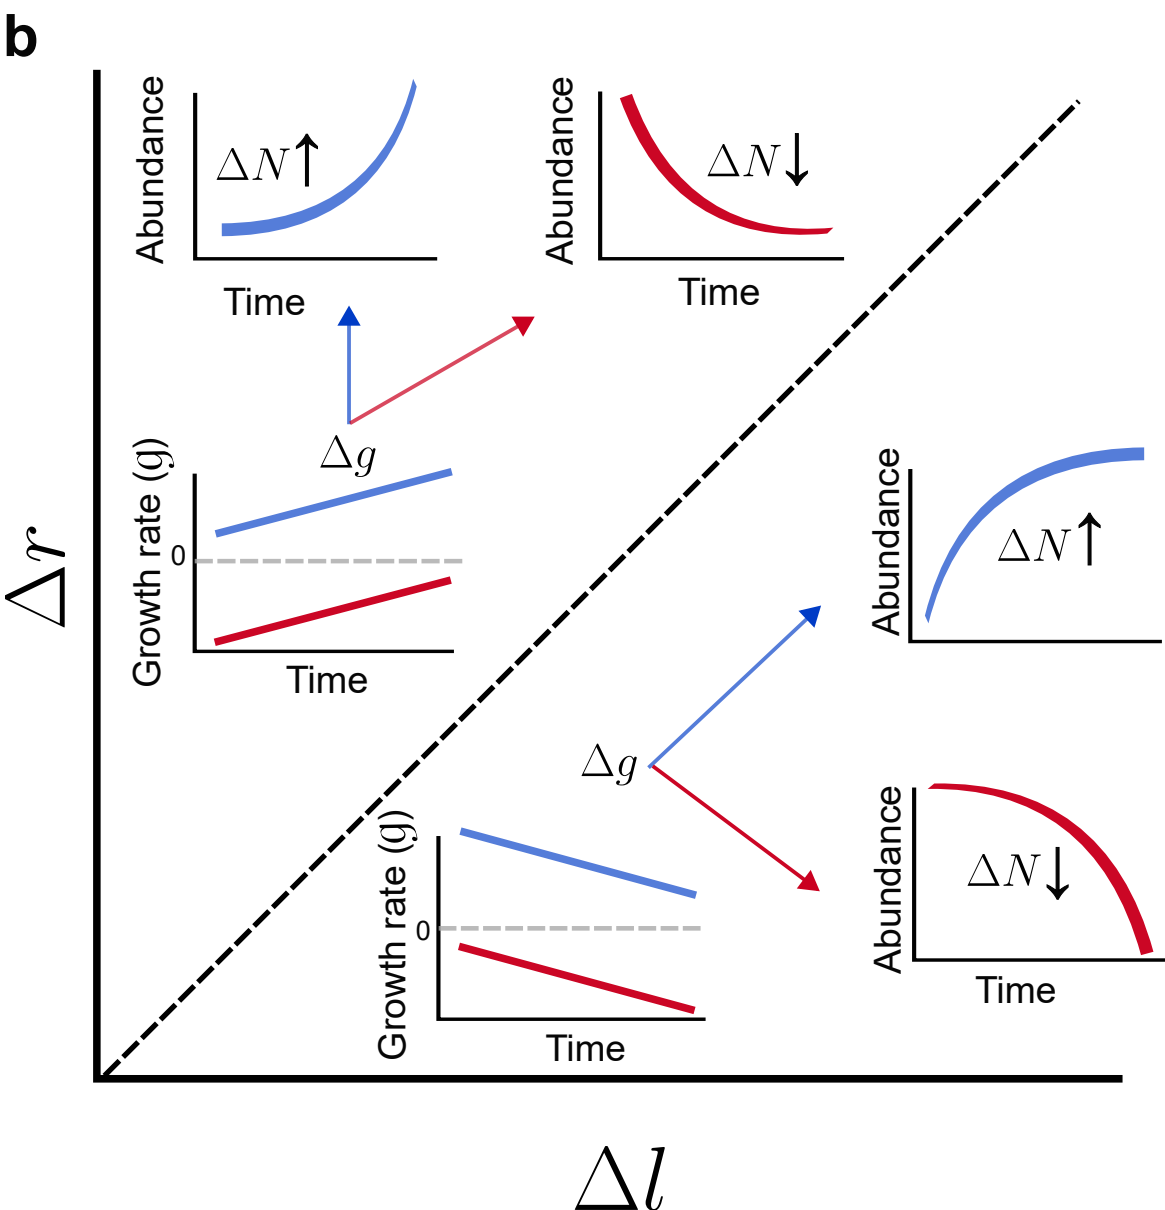 b
Abundance
ΔN↑
Time
Abundance
ΔN↓
Time
Δg
Growth rate (g)
0
Time
Δr
Abundance
ΔN↑
Δg
Growth rate (g)
0
Time
Abundance
ΔN↓
Time
Δl